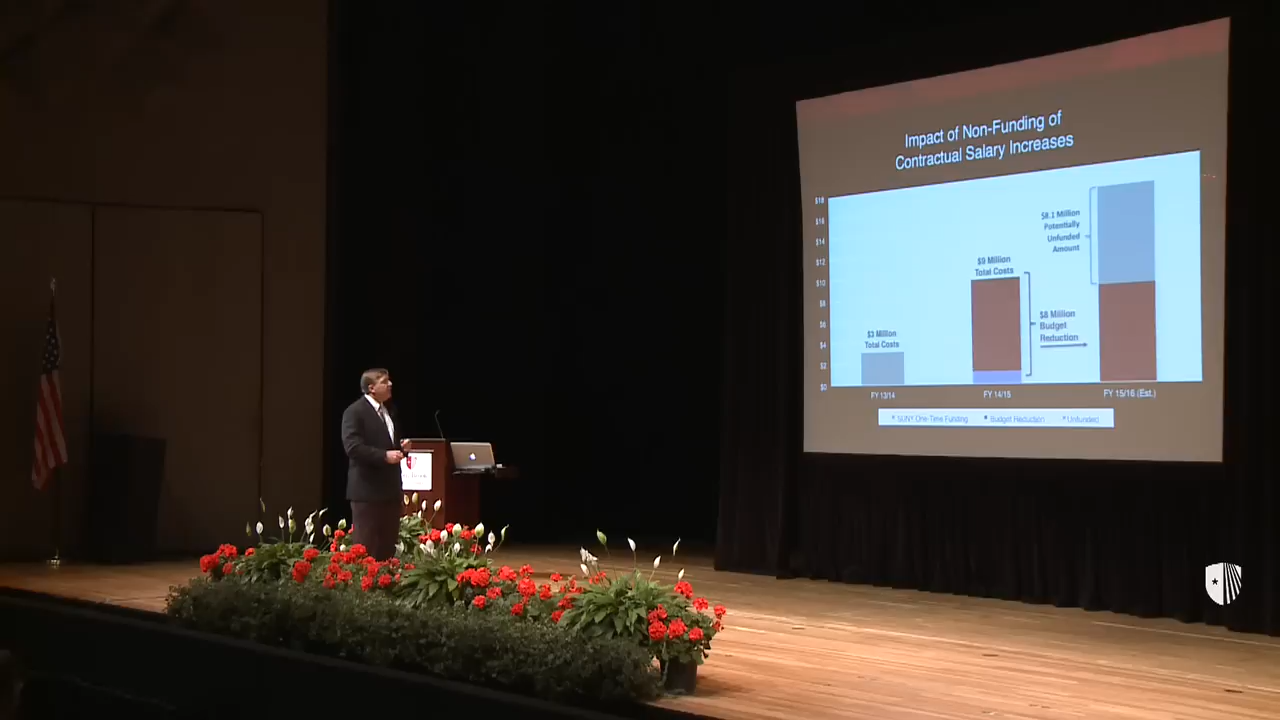 Impact of Non-Funding of
Contractual Salary Increases
$18
$16
$14
$12
$10
$8
$6
$4
$2
$0
$3 Million
Total Costs
$9 Million
Total Costs
$8 Million
Budget
Reduction
$8.1 Million
Potentially
Unfunded
Amount
FY 13/14
FY 14/15
FY 15/16 (Est.)
SUNY One-Time Funding
Budget Reduction
Unfunded